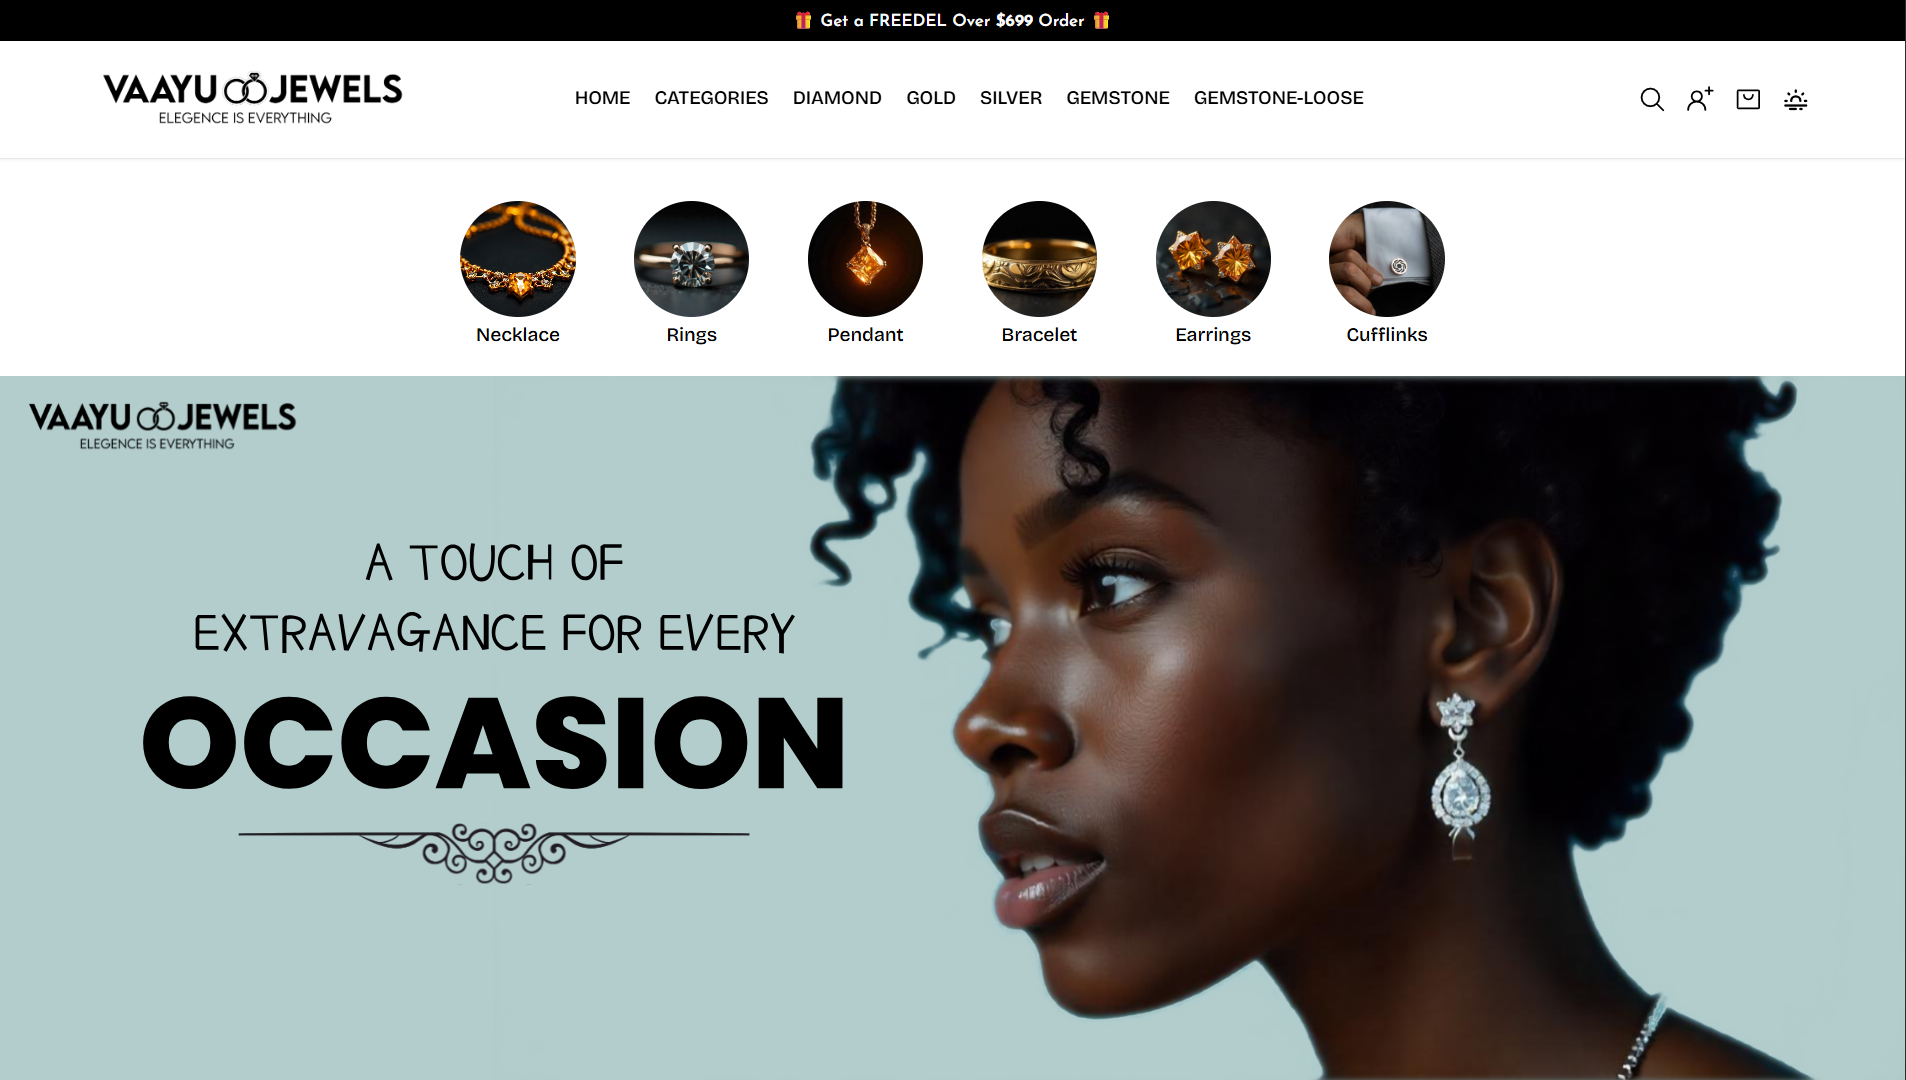 Get a FREEDEL Over $699 Order
VAAYU JEWELS
ELEGENCE IS EVERYTHING
HOME CATEGORIES DIAMOND GOLD SILVER GEMSTONE GEMSTONE-LOOSE
Necklace Rings Pendant Bracelet Earrings Cufflinks
VAAYU JEWELS
ELEGENCE IS EVERYTHING
A TOUCH OF
EXTRAVAGANCE FOR EVERY
OCCASION